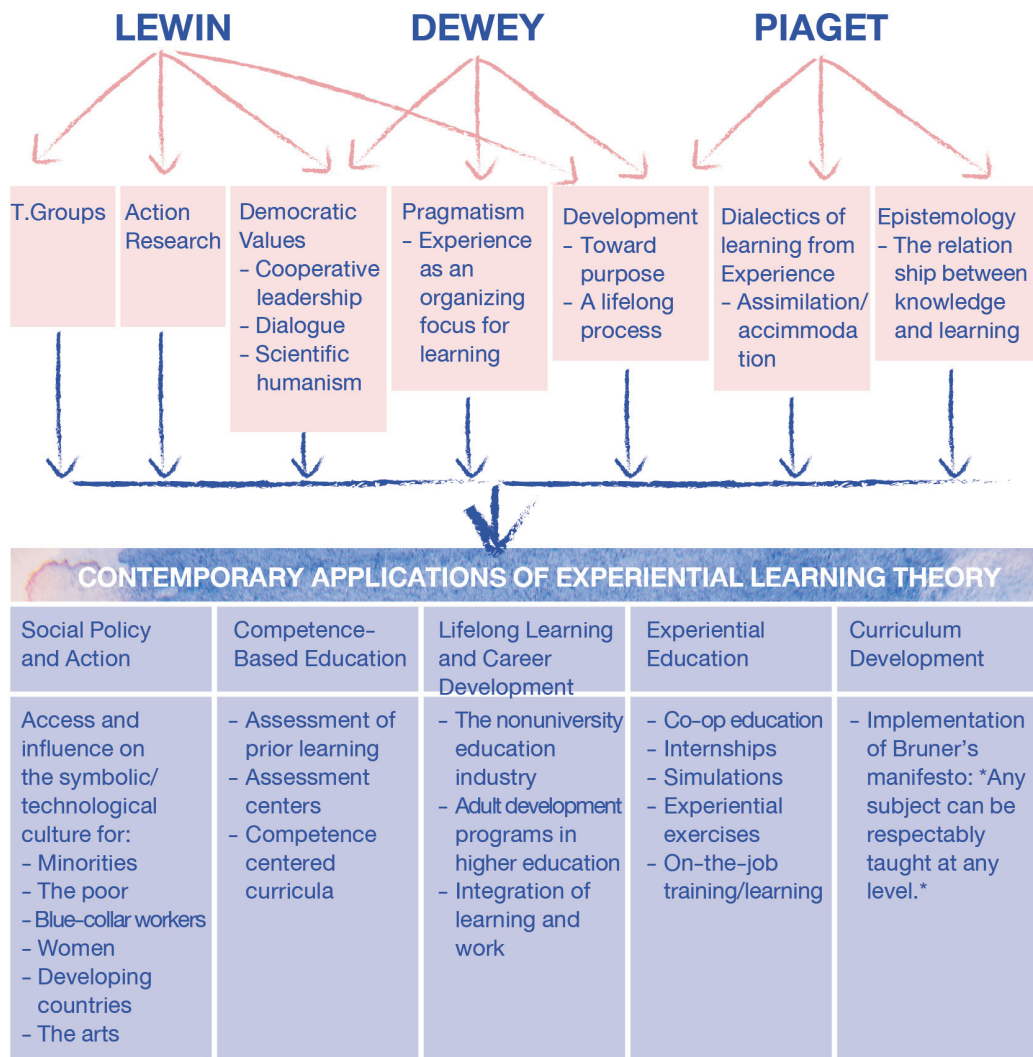 LEWIN
DEWEY
PIAGET
T.Groups
Action
Research
Democratic
Values
– Cooperative
leadership
– Dialogue
– Scientific
humanism
Pragmatism
– Experience
as an
organizing
focus for
learning
Development
– Toward
purpose
– A lifelong
process
Dialectics of
learning from
Experience
– Assimilation/
accimmoda
tion
Epistemology
– The relation
ship between
knowledge
and learning
CONTEMPORARY APPLICATIONS OF EXPERIENTIAL LEARNING THEORY
Social Policy
and Action
Competence–
Based Education
Lifelong Learning
and Career
Development
Experiential
Education
Curriculum
Development
Access and
influence on
the symbolic/
technological
culture for:
– Minorities
– The poor
– Blue–collar workers
– Women
– Developing
countries
– The arts
– Assessment of
prior learning
– Assessment
centers
– Competence
centered
curricula
– The nonuniversity
education
industry
– Adult development
programs in
higher education
– Integration of
learning and
work
– Co–op education
– Internships
– Simulations
– Experiential
exercises
– On–the–job
training/learning
– Implementation
of Bruner's
manifesto: *Any
subject can be
respectably
taught at any
level.*